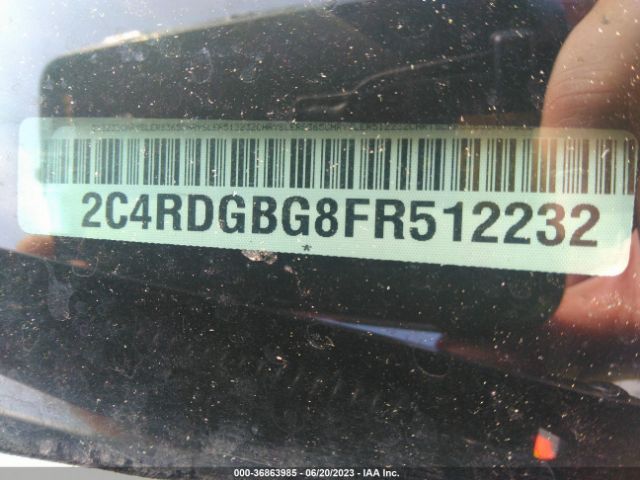 2C4RDGBG8FR512232
*
000-36863985 - 06/20/2023 - IAA Inc.